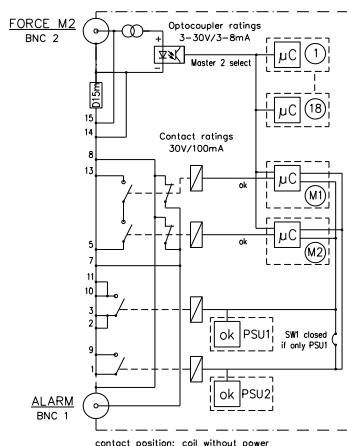 FORCE M2
BNC 2
Optocoupler ratings
3-30V/3-8mA
+
-
Master 2 select
µC
1
D15m
15
14
µC
18
Contact ratings
30V/100mA
8
13
ok
µC
M1
5
ok
µC
M2
7
11
10
3
2
ok
PSU1
SW1 closed
if only PSU1
9
1
ok
PSU2
ALARM
BNC 1
contact position: coil without power